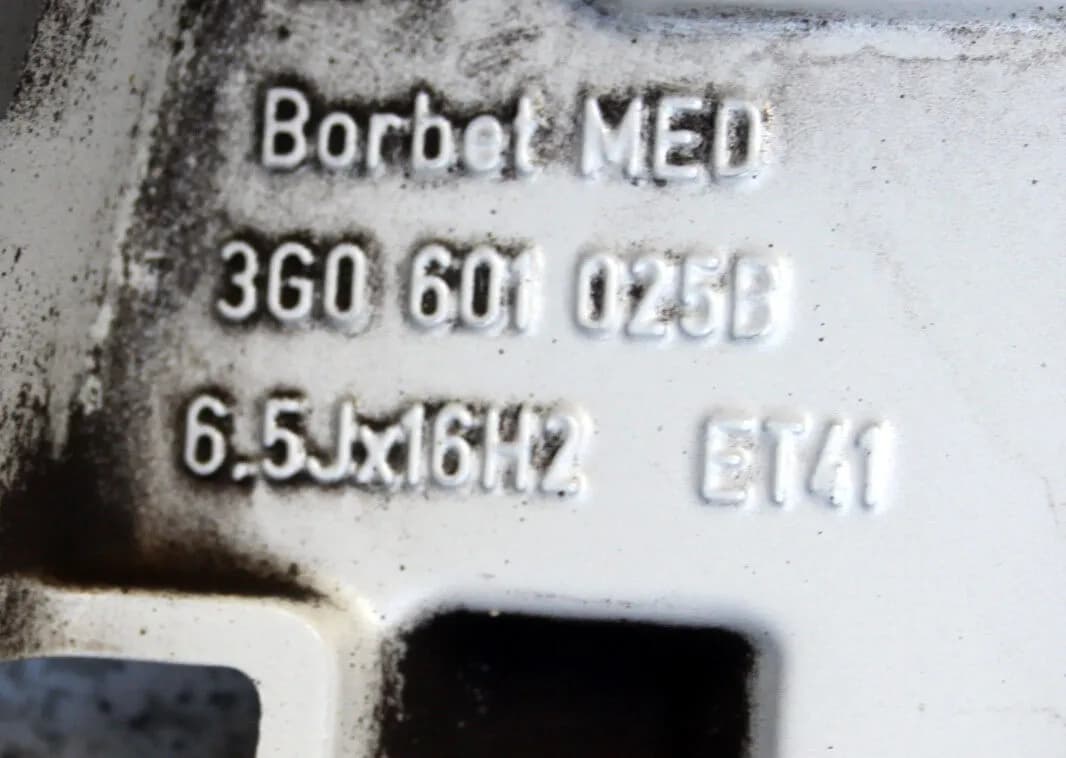 Borbet MED
3G0 601 025B
6.5Jx16H2 ET41